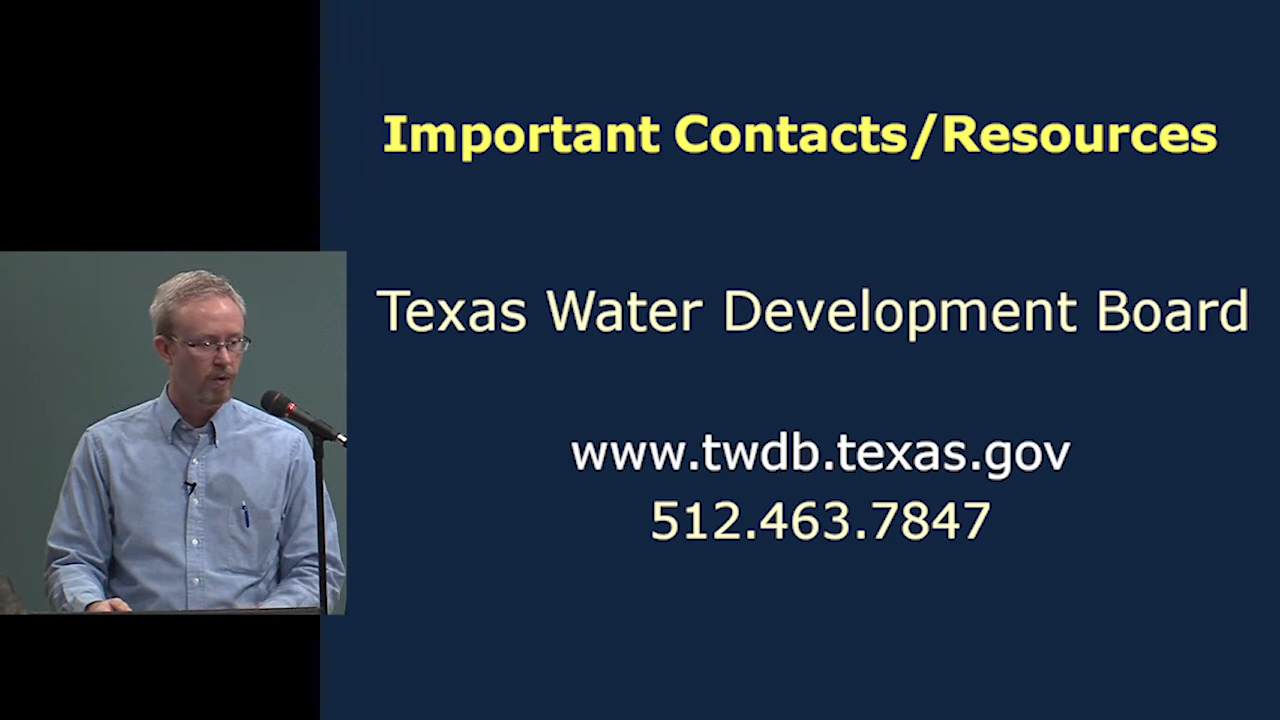 Important Contacts/Resources
Texas Water Development Board
www.twdb.texas.gov
512.463.7847